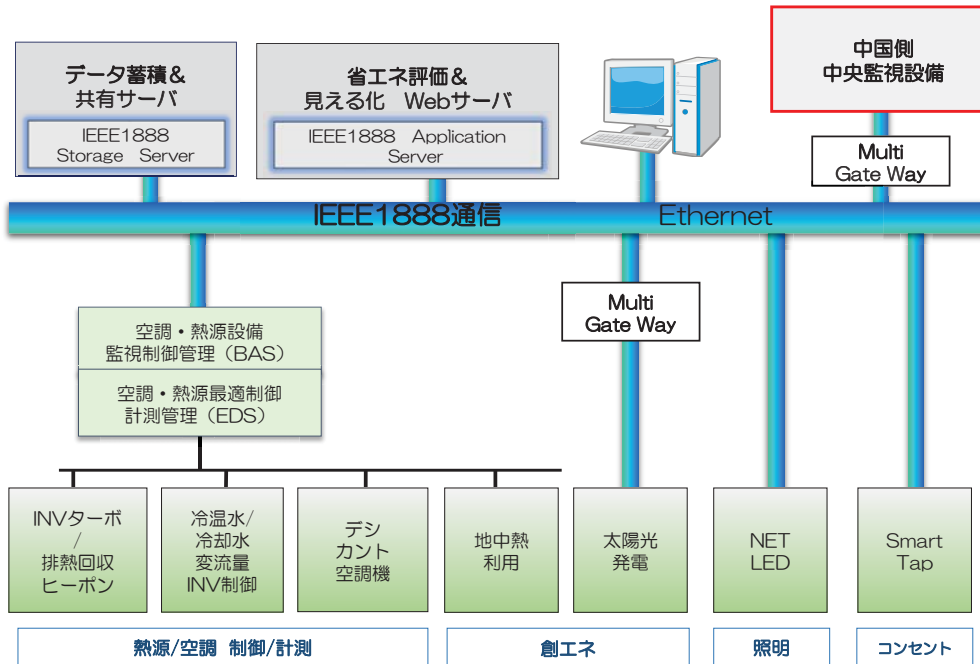 データ蓄積&
共有サーバ
IEEE1888
Storage Server
省エネ評価&
見える化 Webサーバ
IEEE1888 Application
Server
中国側
中央監視設備
Multi
Gate Way
IEEE1888通信
Ethernet
Multi
Gate Way
空調・熱源設備
監視制御管理（BAS）
空調・熱源最適制御
計測管理（EDS）
INVターボ
/
排熱回収
ヒーポン
冷温水/
冷却水
変流量
INV制御
デシ
カント
空調機
地中熱
利用
太陽光
発電
NET
LED
Smart
Tap
熱源/空調 制御/計測
創エネ
照明
コンセント